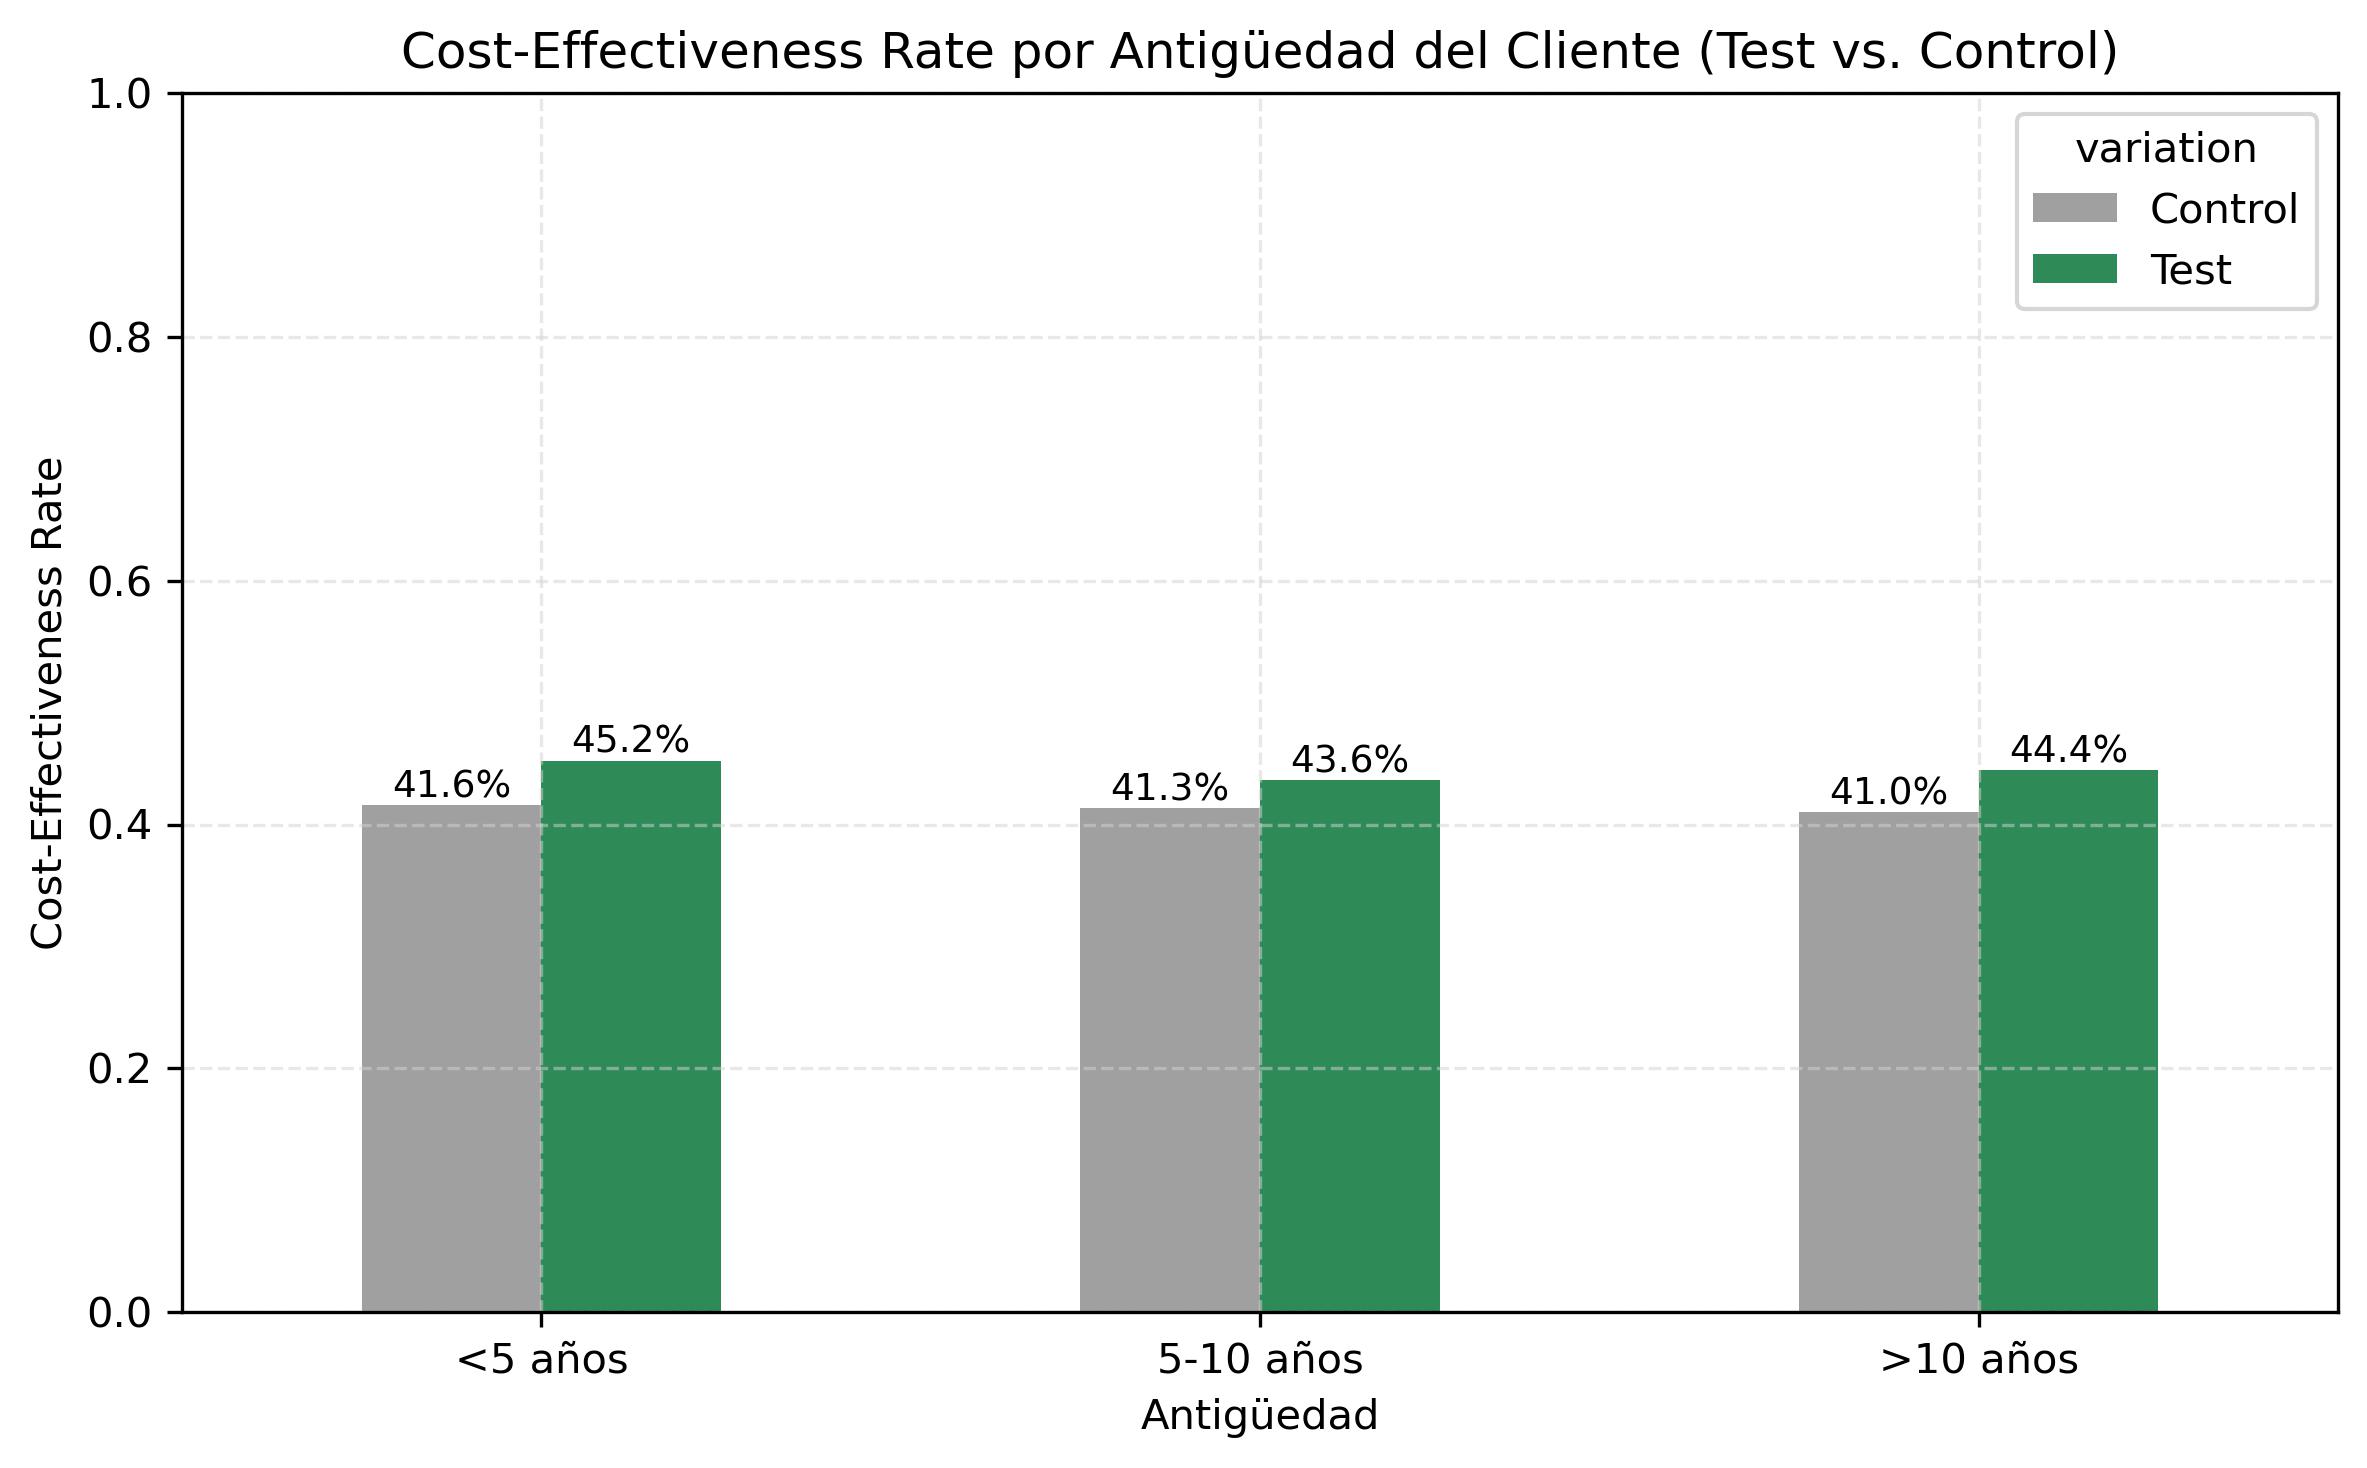 Cost-Effectiveness Rate por Antigüedad del Cliente (Test vs. Control)
1.0
0.8
0.6
0.4
0.2
0.0
Cost-Effectiveness Rate
variation
Control
Test
41.6%
45.2%
41.3%
43.6%
41.0%
44.4%
<5 años
5-10 años
>10 años
Antigüedad